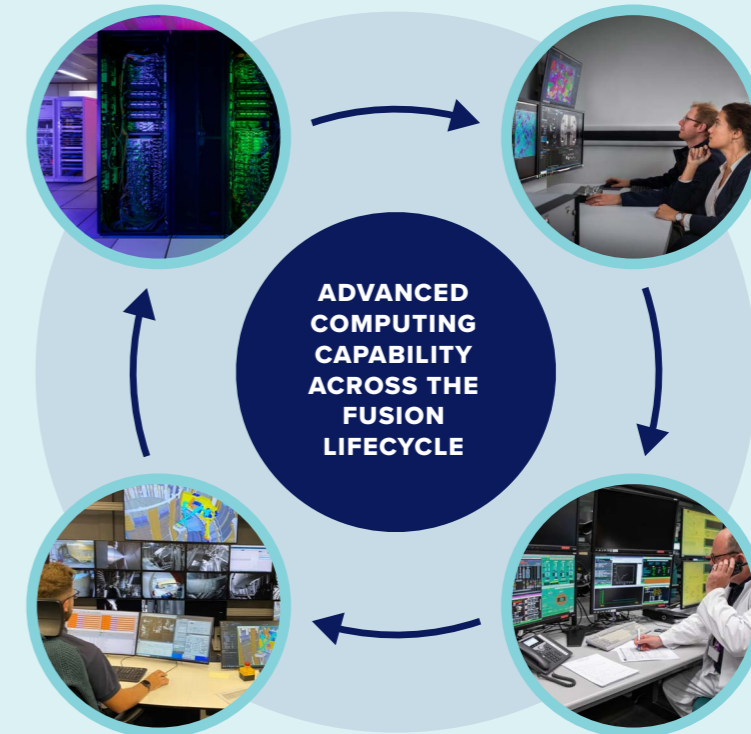 ADVANCED
COMPUTING
CAPABILITY
ACROSS THE
FUSION
LIFECYCLE